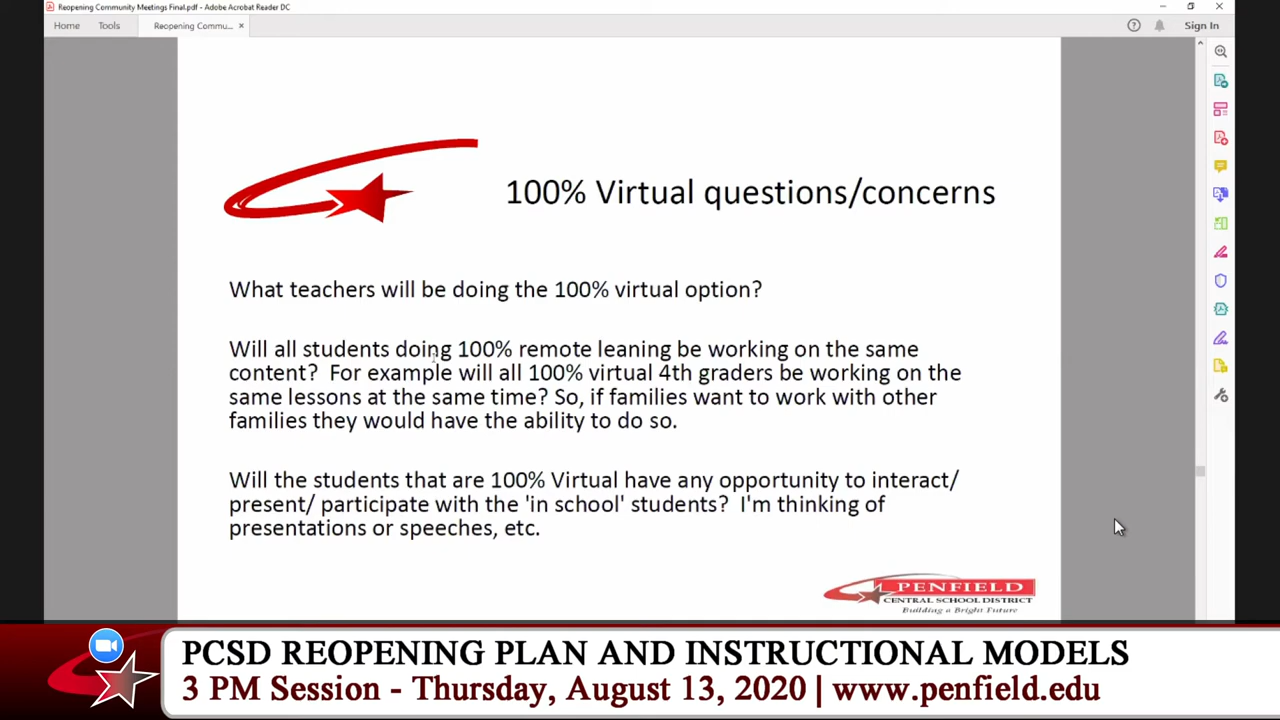 Reopening Community Meetings Final.pdf - Adobe Acrobat Reader DC
Home Tools Reopening Commu... × Sign In
100% Virtual questions/concerns
What teachers will be doing the 100% virtual option?
Will all students doing 100% remote leaning be working on the same
content? For example will all 100% virtual 4th graders be working on the
same lessons at the same time? So, if families want to work with other
families they would have the ability to do so.
Will the students that are 100% Virtual have any opportunity to interact/
present/ participate with the 'in school' students? I'm thinking of
presentations or speeches, etc.
PENFIELD
CENTRAL SCHOOL DISTRICT
Building a Bright Future
PCSD REOPENING PLAN AND INSTRUCTIONAL MODELS
3 PM Session - Thursday, August 13, 2020 | www.penfield.edu